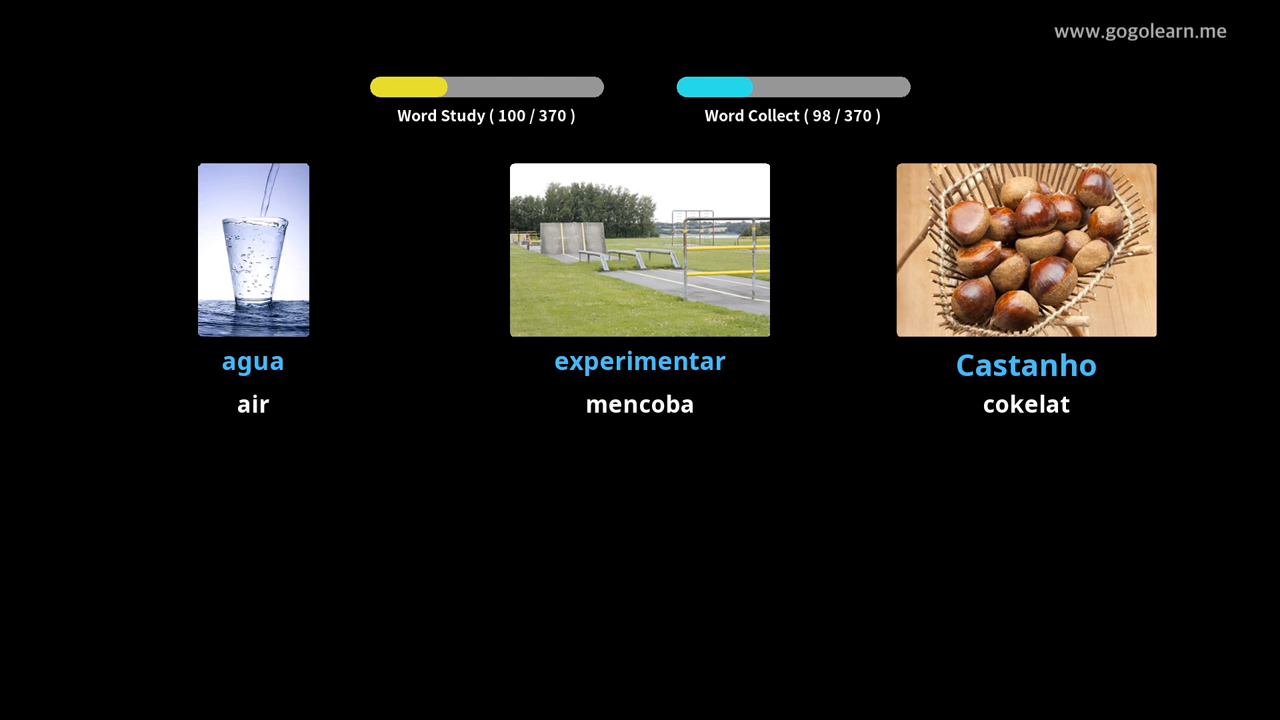 www.gogolearn.me
Word Study ( 100 / 370 )
Word Collect ( 98 / 370 )
agua
experimentar
Castanho
air
mencoba
cokelat